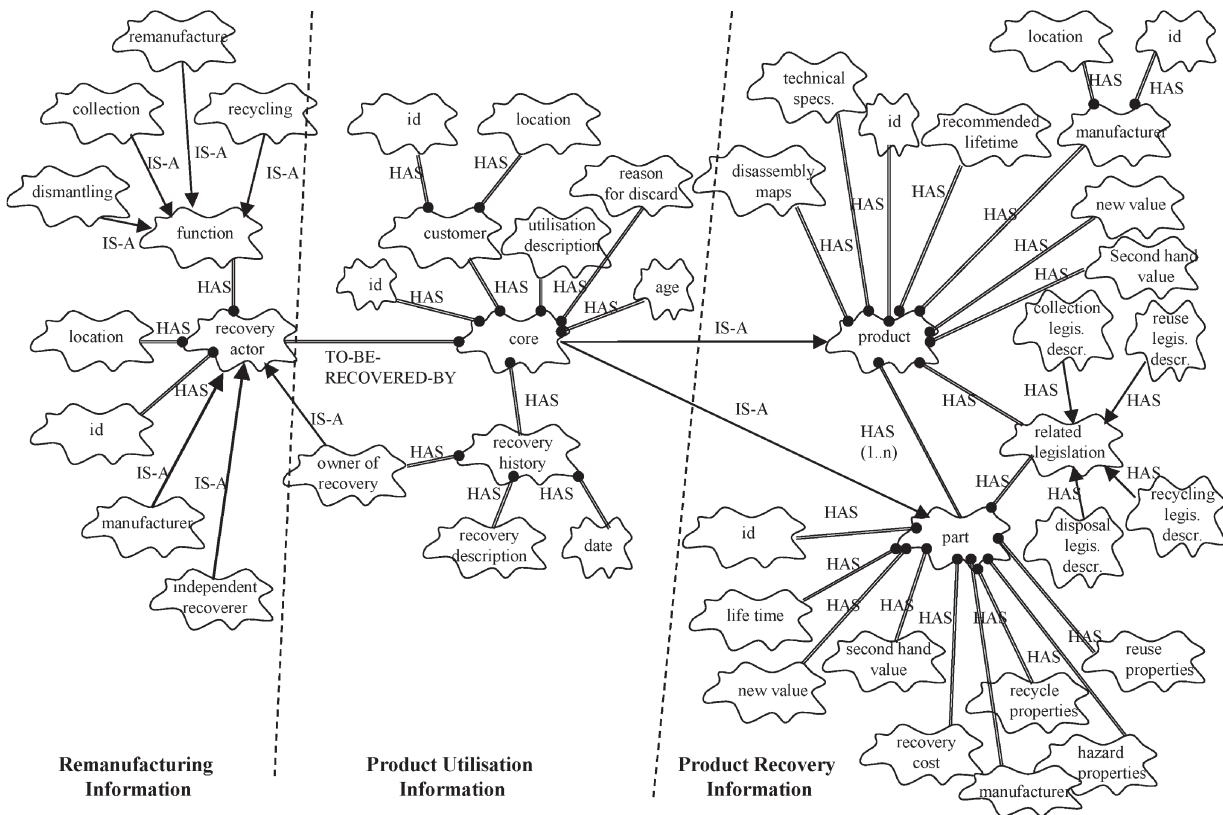 remanufacture
collection
recycling
IS-A
IS-A
IS-A
dismantling
IS-A
function
HAS
location
HAS
recovery
actor
HAS
id
IS-A
IS-A
IS-A
manufacturer
independent
recoverer
TO-BE-
RECOVERED-BY
id
location
HAS
HAS
reason
for discard
customer
utilisation
description
id
HAS
HAS
HAS
HAS
age
core
HAS
owner of
recovery
HAS
recovery
history
HAS
HAS
recovery
description
date
IS-A
IS-A
location
id
HAS
HAS
technical
specs.
id
recommended
lifetime
manufacturer
disassembly
maps
HAS
HAS
HAS
HAS
HAS
new value
HAS
Second hand
value
HAS
product
collection
legis.
descr.
reuse
legis.
descr.
HAS
HAS
HAS
HAS
(1..n)
related
legislation
HAS
HAS
HAS
disposal
legis.
descr.
recycling
legis.
descr.
id
HAS
part
life time
HAS
HAS
HAS
HAS
HAS
HAS
HAS
new value
second hand
value
reuse
properties
recycle
properties
recovery
cost
hazard
properties
manufacturer
Remanufacturing
Information
Product Utilisation
Information
Product Recovery
Information